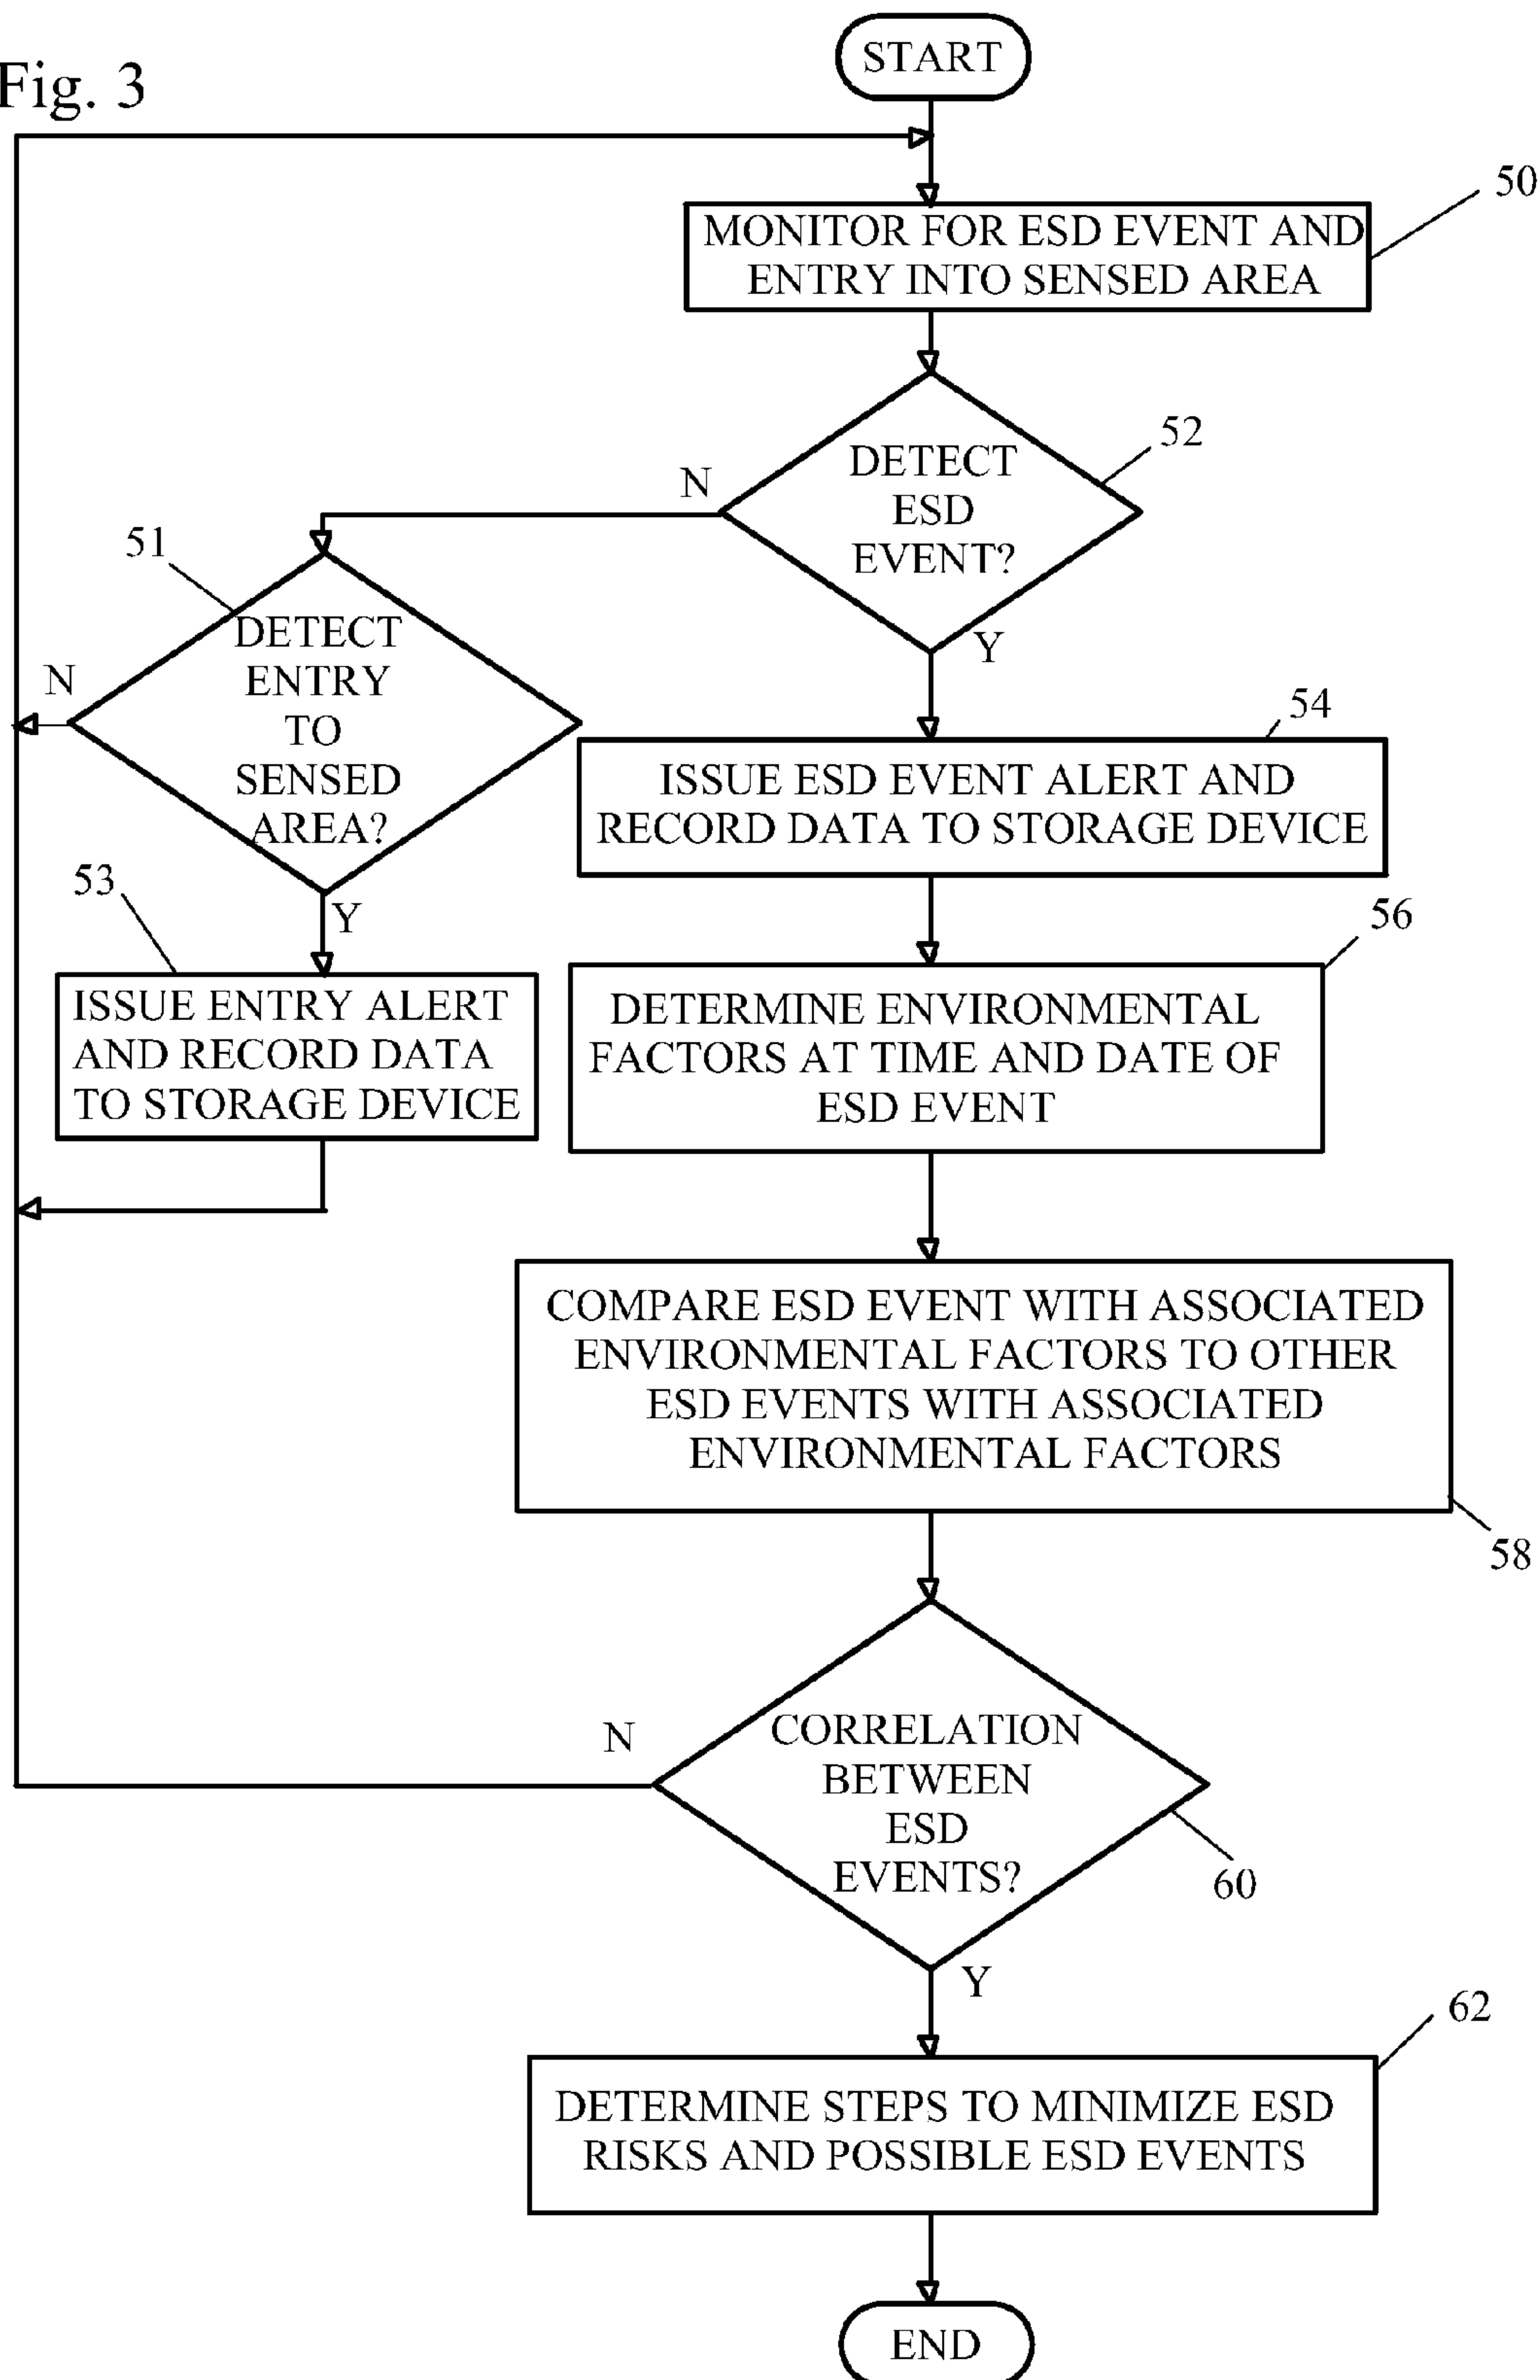 Fig. 3
START
50
MONITOR FOR ESD EVENT AND
ENTRY INTO SENSED AREA
52
DETECT
ESD
EVENT?
N
Y
51
DETECT
ENTRY
TO
SENSED
AREA?
N
Y
54
ISSUE ESD EVENT ALERT AND
RECORD DATA TO STORAGE DEVICE
53
ISSUE ENTRY ALERT
AND RECORD DATA
TO STORAGE DEVICE
56
DETERMINE ENVIRONMENTAL
FACTORS AT TIME AND DATE OF
ESD EVENT
COMPARE ESD EVENT WITH ASSOCIATED
ENVIRONMENTAL FACTORS TO OTHER
ESD EVENTS WITH ASSOCIATED
ENVIRONMENTAL FACTORS
58
N
CORRELATION
BETWEEN
ESD
EVENTS?
60
Y
62
DETERMINE STEPS TO MINIMIZE ESD
RISKS AND POSSIBLE ESD EVENTS
END